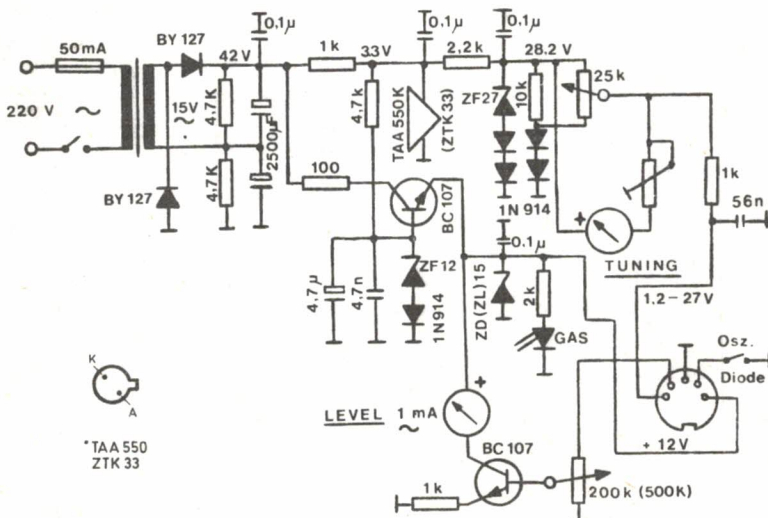 50mA
BY 127
42 V
0,1µ
1k
33V
0,1µ
2,2k
0,1µ
28.2 V
25k
220 V ~
15V
~
4,7K
4,7K
2500µF
BY 127
4,7k
TAA 550K
(ZTK 33)
ZF27
10k
1N 914
100
BC 107
1k
56n
+
TUNING
4.7µ
4.7n
ZF12
1N914
0.1µ
ZD (ZL) 15
2k
GAS
1,2-27V
Osz.
Diode
K
A
*TAA 550
ZTK 33
+
LEVEL 1 mA
~
BC 107
1k
+ 12V
200k (500K)